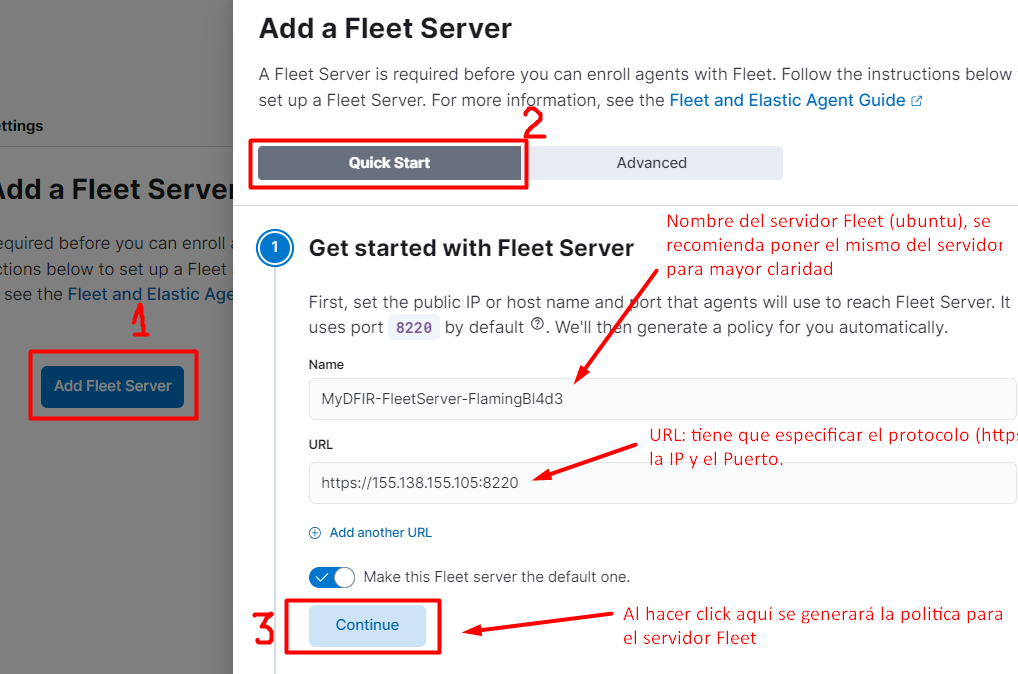 ettings
Add a Fleet Server
equired before you can enroll a
ctions below to set up a Fleet
see the Fleet and Elastic Age
1
Add Fleet Server
Add a Fleet Server
A Fleet Server is required before you can enroll agents with Fleet. Follow the instructions below
set up a Fleet Server. For more information, see the Fleet and Elastic Agent Guide
2
Quick Start
Advanced
Nombre del servidor Fleet (ubuntu), se
recomienda poner el mismo del servidor
para mayor claridad
1
Get started with Fleet Server
First, set the public IP or host name and port that agents will use to reach Fleet Server. It
uses port 8220 by default ?. We'll then generate a policy for you automatically.
Name
MyDFIR-FleetServer-FlamingBl4d3
URL: tiene que especificar el protocolo (https
la IP y el Puerto.
URL
https://155.138.155.105:8220
Add another URL
Make this Fleet server the default one.
3
Continue
Al hacer click aquí se generará la politica para
el servidor Fleet